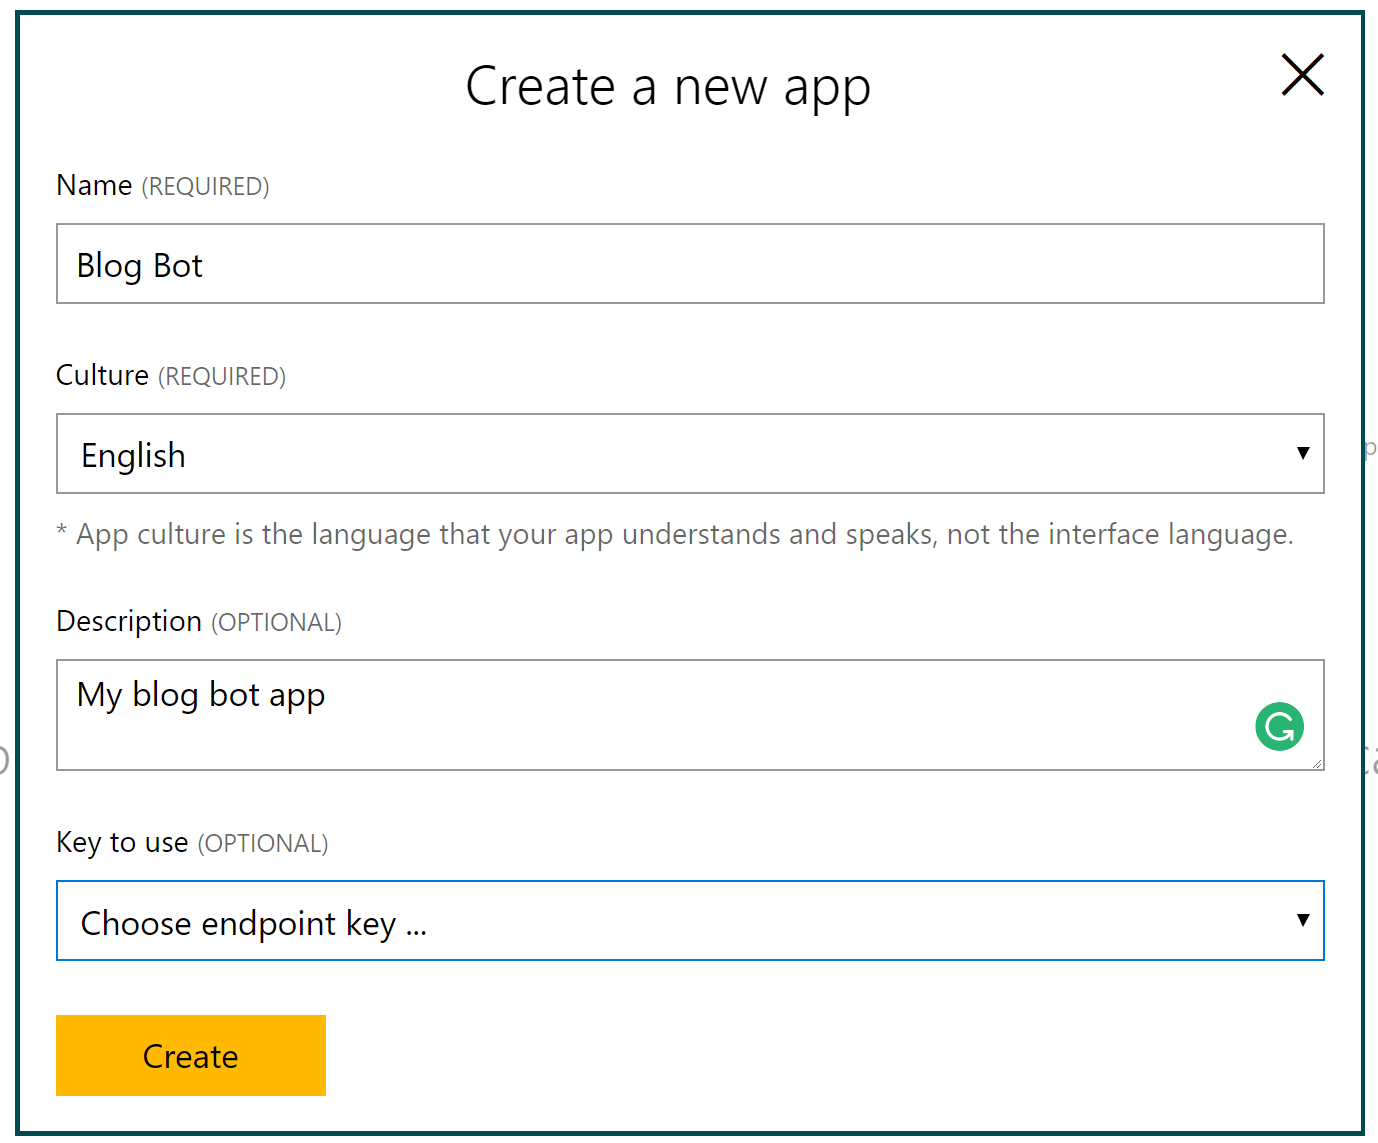 Create a new app
Name (REQUIRED)
Blog Bot
Culture (REQUIRED)
English
* App culture is the language that your app understands and speaks, not the interface language.
Description (OPTIONAL)
My blog bot app
Key to use (OPTIONAL)
Choose endpoint key ...
Create